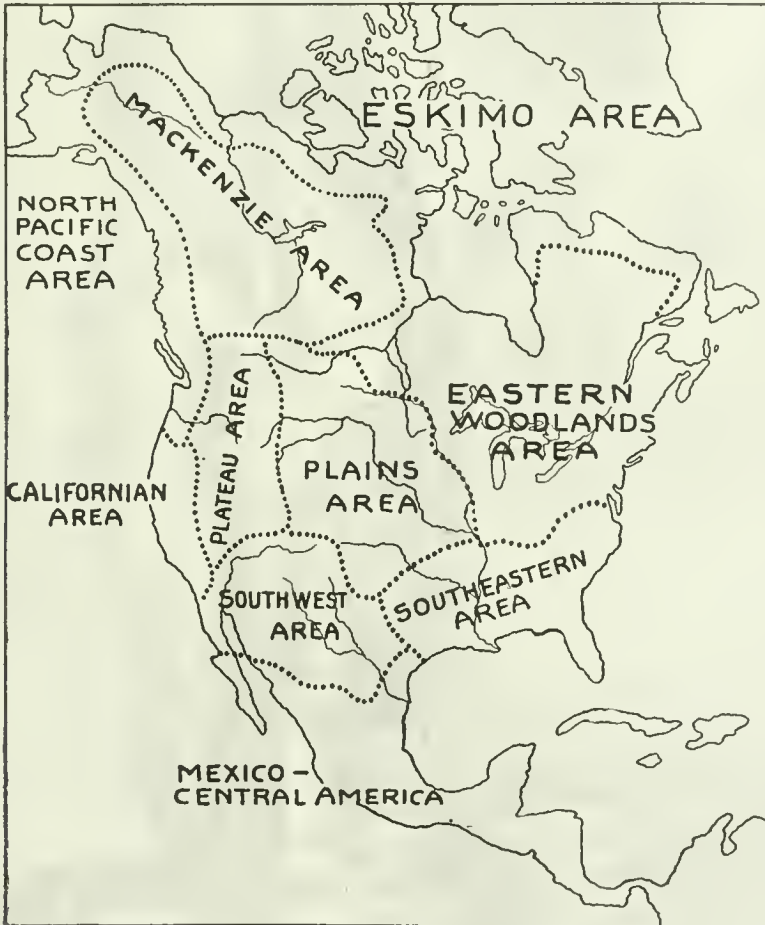 ESKIMO AREA
MACKENZIE AREA
NORTH
PACIFIC
COAST
AREA
EASTERN
WOODLANDS
AREA
PLATEAU AREA
PLAINS
AREA
CALIFORNIAN
AREA
SOUTHWEST
AREA
SOUTHEASTERN
AREA
MEXICO –
CENTRAL AMERICA